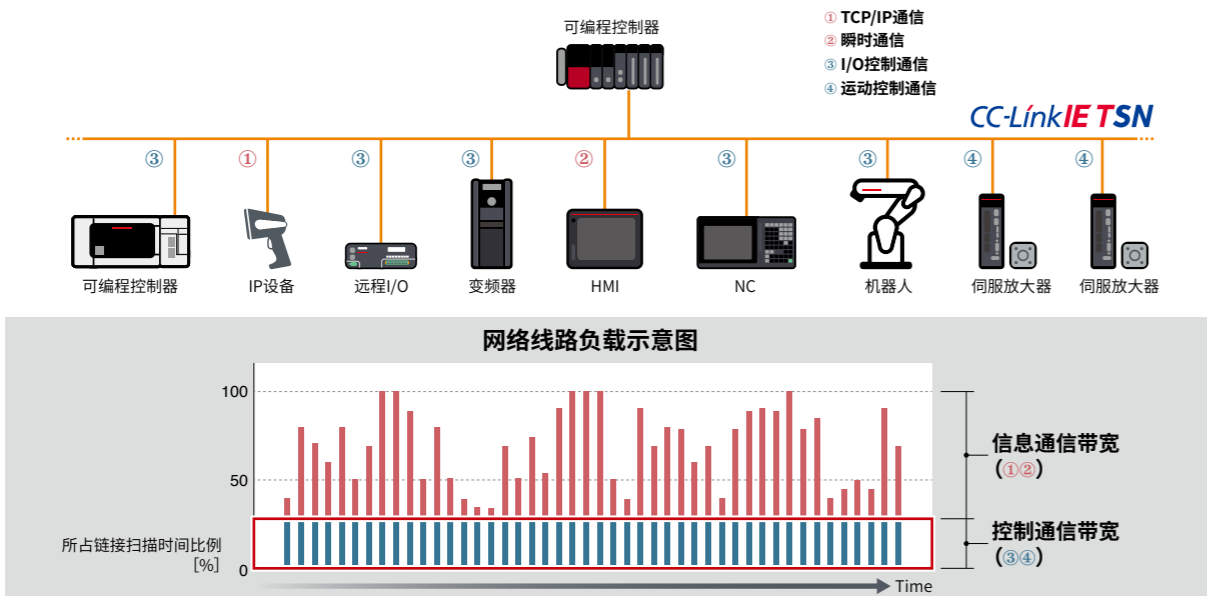 可编程控制器
① TCP/IP通信
② 瞬时通信
③ I/O控制通信
④ 运动控制通信
CC-Link IE TSN
③ ① ③ ③ ② ③ ③ ④ ④
可编程控制器 IP设备 远程I/O 变频器 HMI NC 机器人 伺服放大器 伺服放大器
网络线路负载示意图
100
50
0
所占链接扫描时间比例
［%］
信息通信带宽
（①②）
控制通信带宽
（③④）
Time